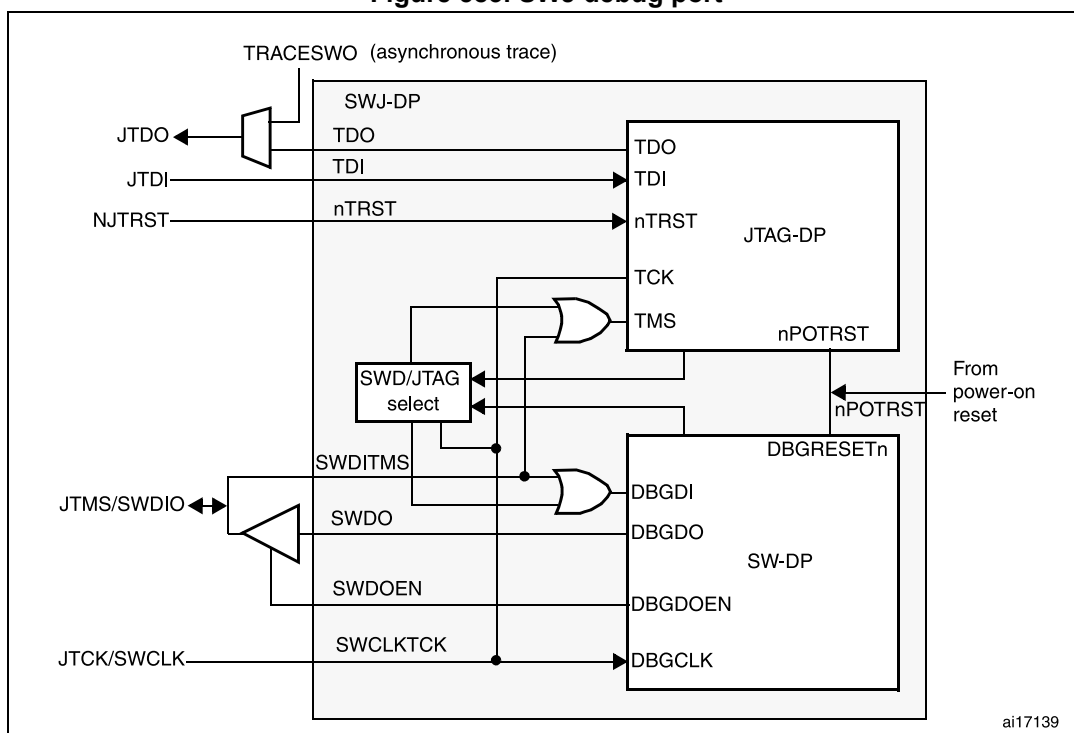 TRACESWO (asynchronous trace)
SWJ-DP
JTDO
TDO
TDO
JTDI
TDI
TDI
NJTRST
nTRST
nTRST
JTAG-DP
TCK
TMS
nPOTRST
SWD/JTAG
select
From
power-on
reset
nPOTRST
DBGRESETn
SWDITMS
DBGDI
JTMS/SWDIO
SWDO
DBGDO
SW-DP
SWDOEN
DBGDOEN
JTCK/SWCLK
SWCLKTCK
DBGCLK
ai17139